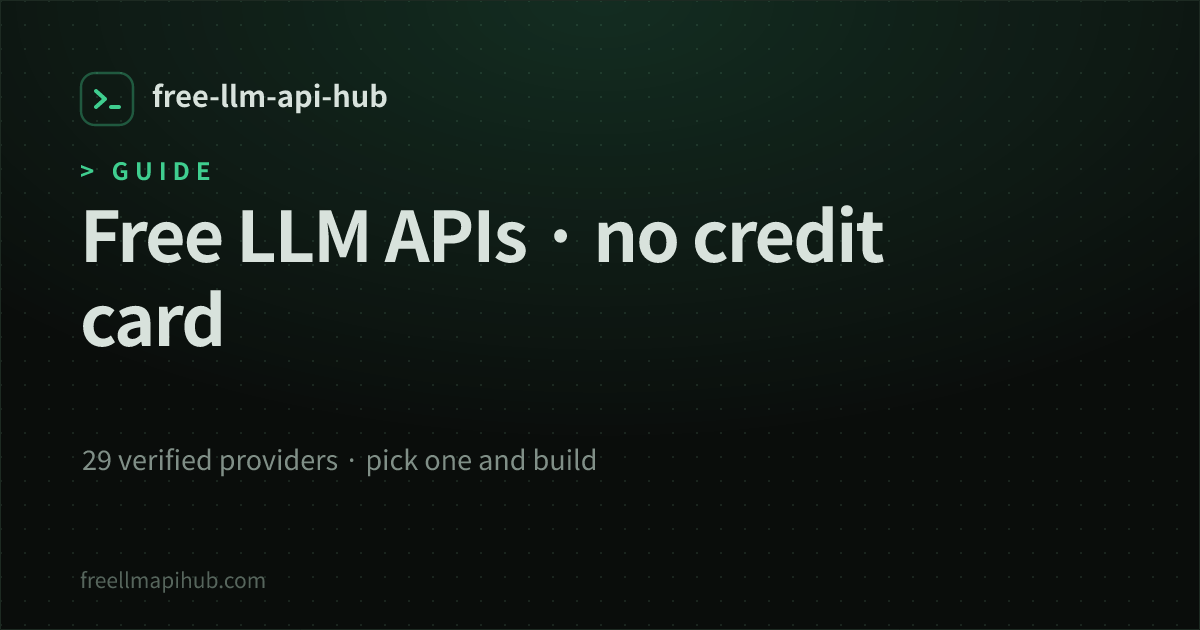 free-llm-api-hub
> GUIDE
Free LLM APIs · no credit
card
29 verified providers · pick one and build
freellmapihub.com